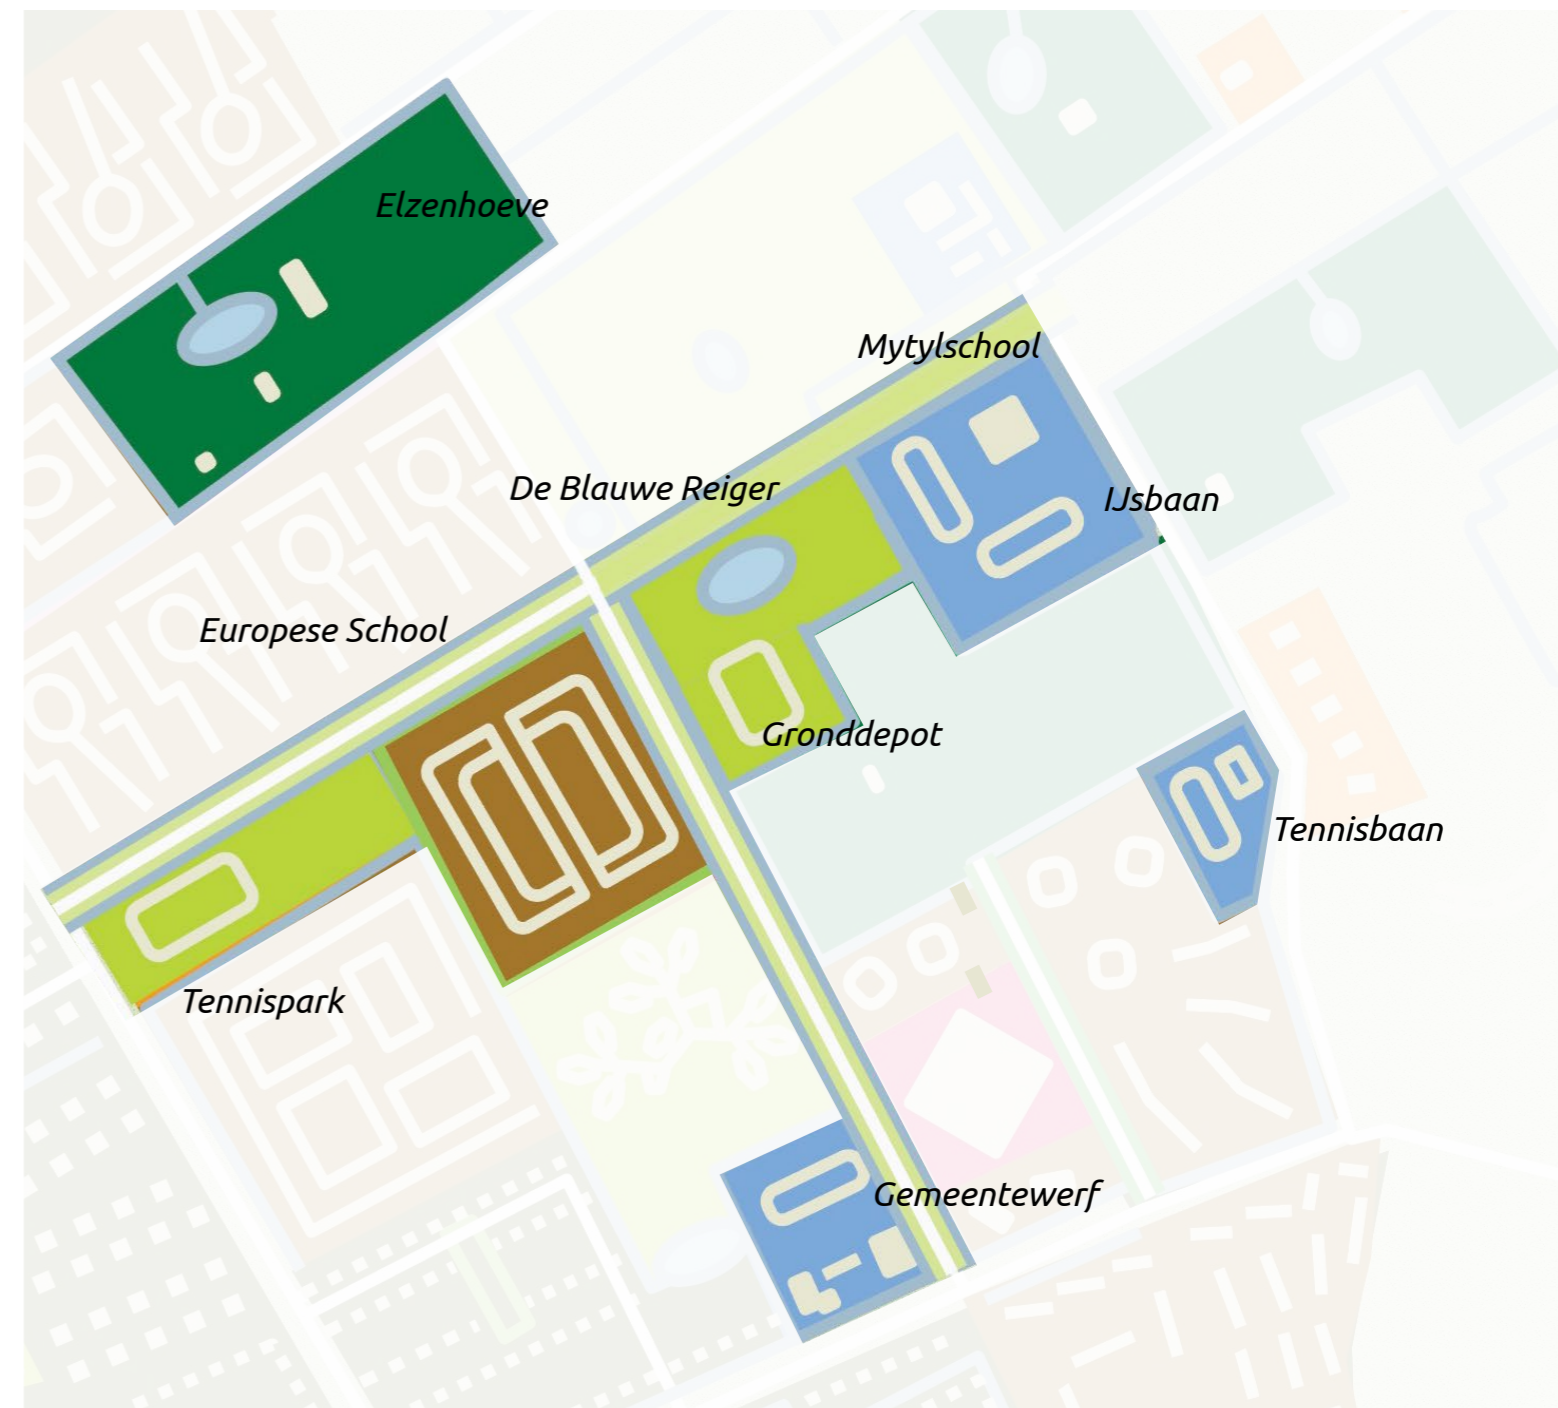 Elzenhoeve
Mytylschool
De Blauwe Reiger
IJsbaan
Europese School
Gronddepot
Tennisbaan
Tennispark
Gemeentewerf